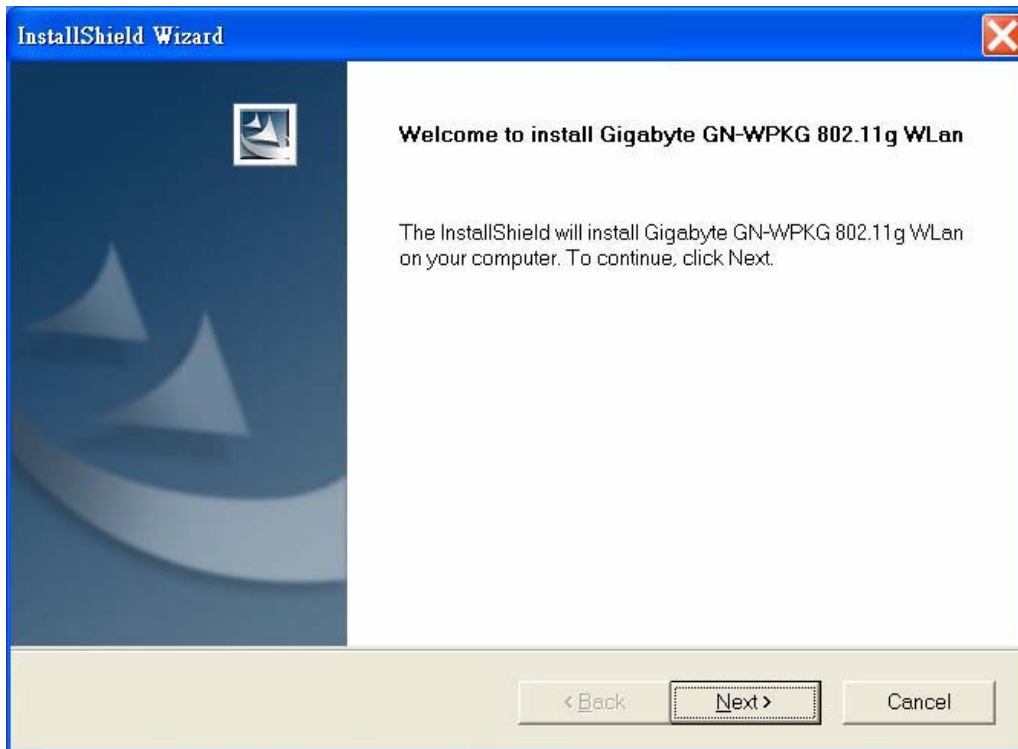 InstallShield Wizard
Welcome to install Gigabyte GN-WPKG 802.11g WLan
The InstallShield will install Gigabyte GN-WPKG 802.11g WLan
on your computer. To continue, click Next.
< Back
Next >
Cancel